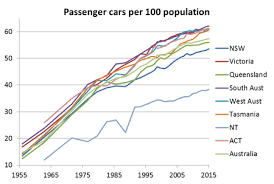 Passenger cars per 100 population
60
50
40
30
20
10
1955
1965
1975
1985
1995
2005
2015
NSW
Victoria
Queensland
South Aust
West Aust
Tasmania
NT
ACT
Australia